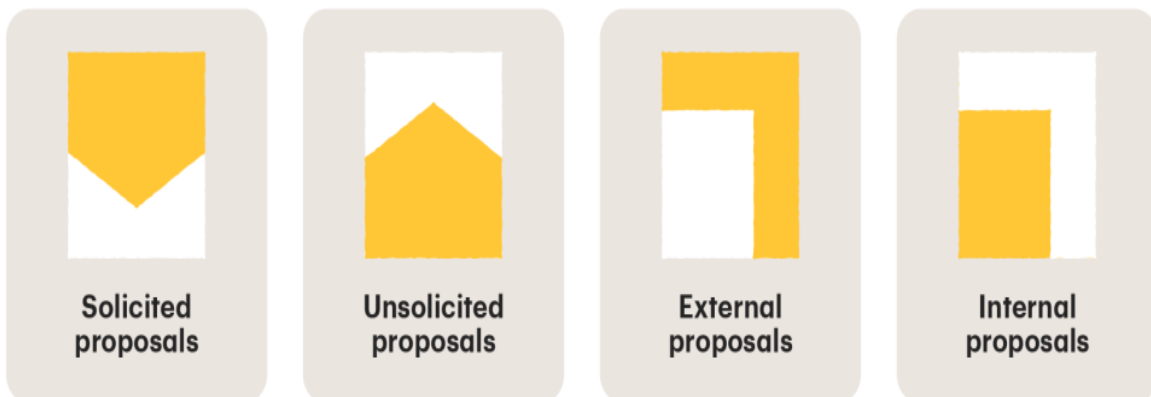 Solicited
proposals
Unsolicited
proposals
External
proposals
Internal
proposals